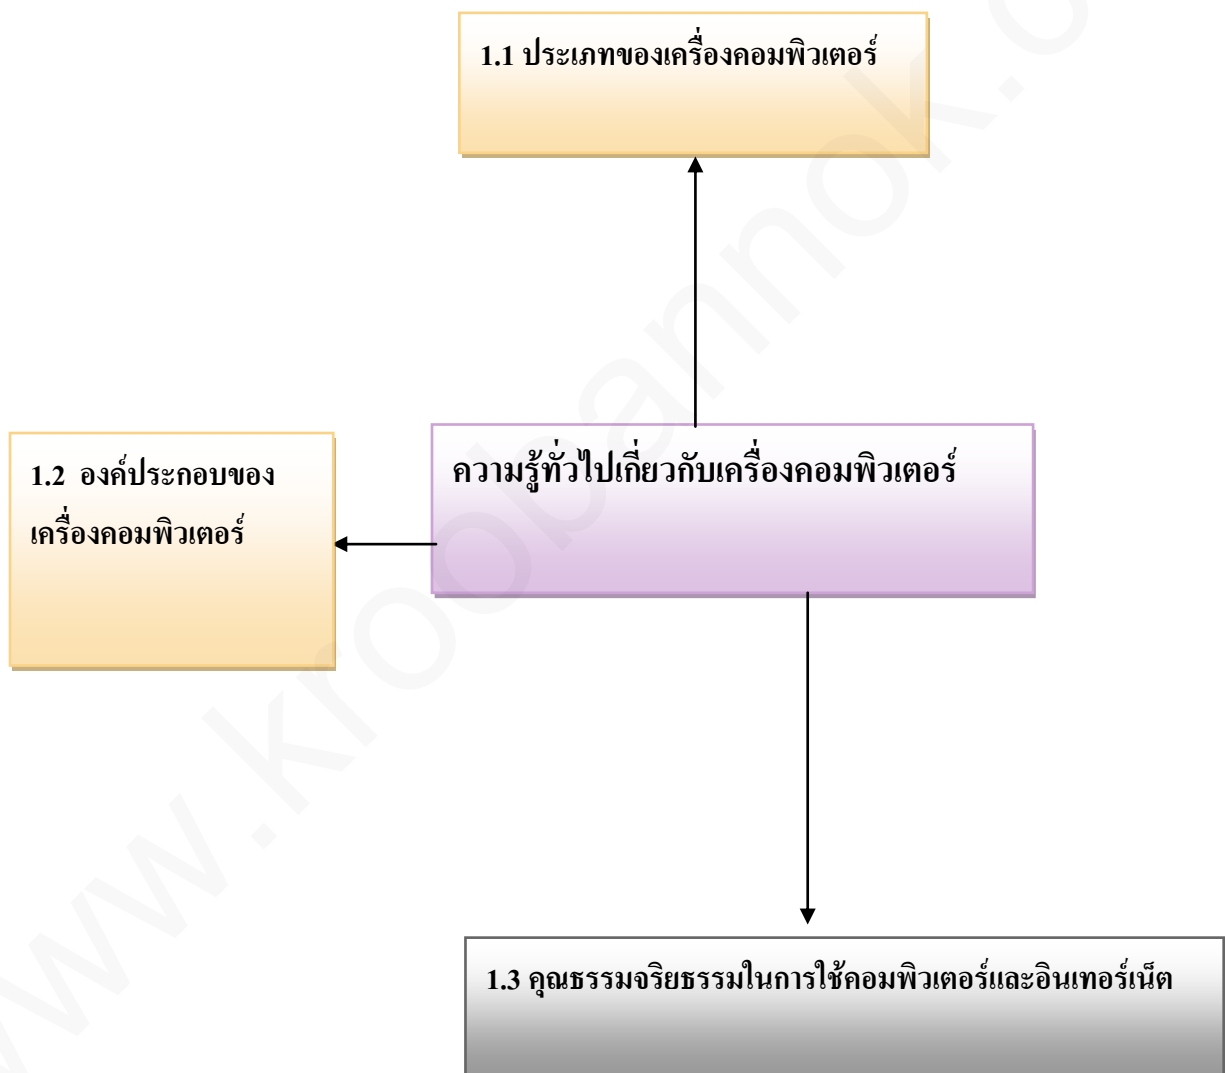 1.1 ประเภทของเครื่องคอมพิวเตอร์
ความรู้ทั่วไปเกี่ยวกับเครื่องคอมพิวเตอร์
1.2 องค์ประกอบของ
เครื่องคอมพิวเตอร์
1.3 คุณธรรมจริยธรรมในการใช้คอมพิวเตอร์และอินเทอร์เน็ต
www.kroobannok.c